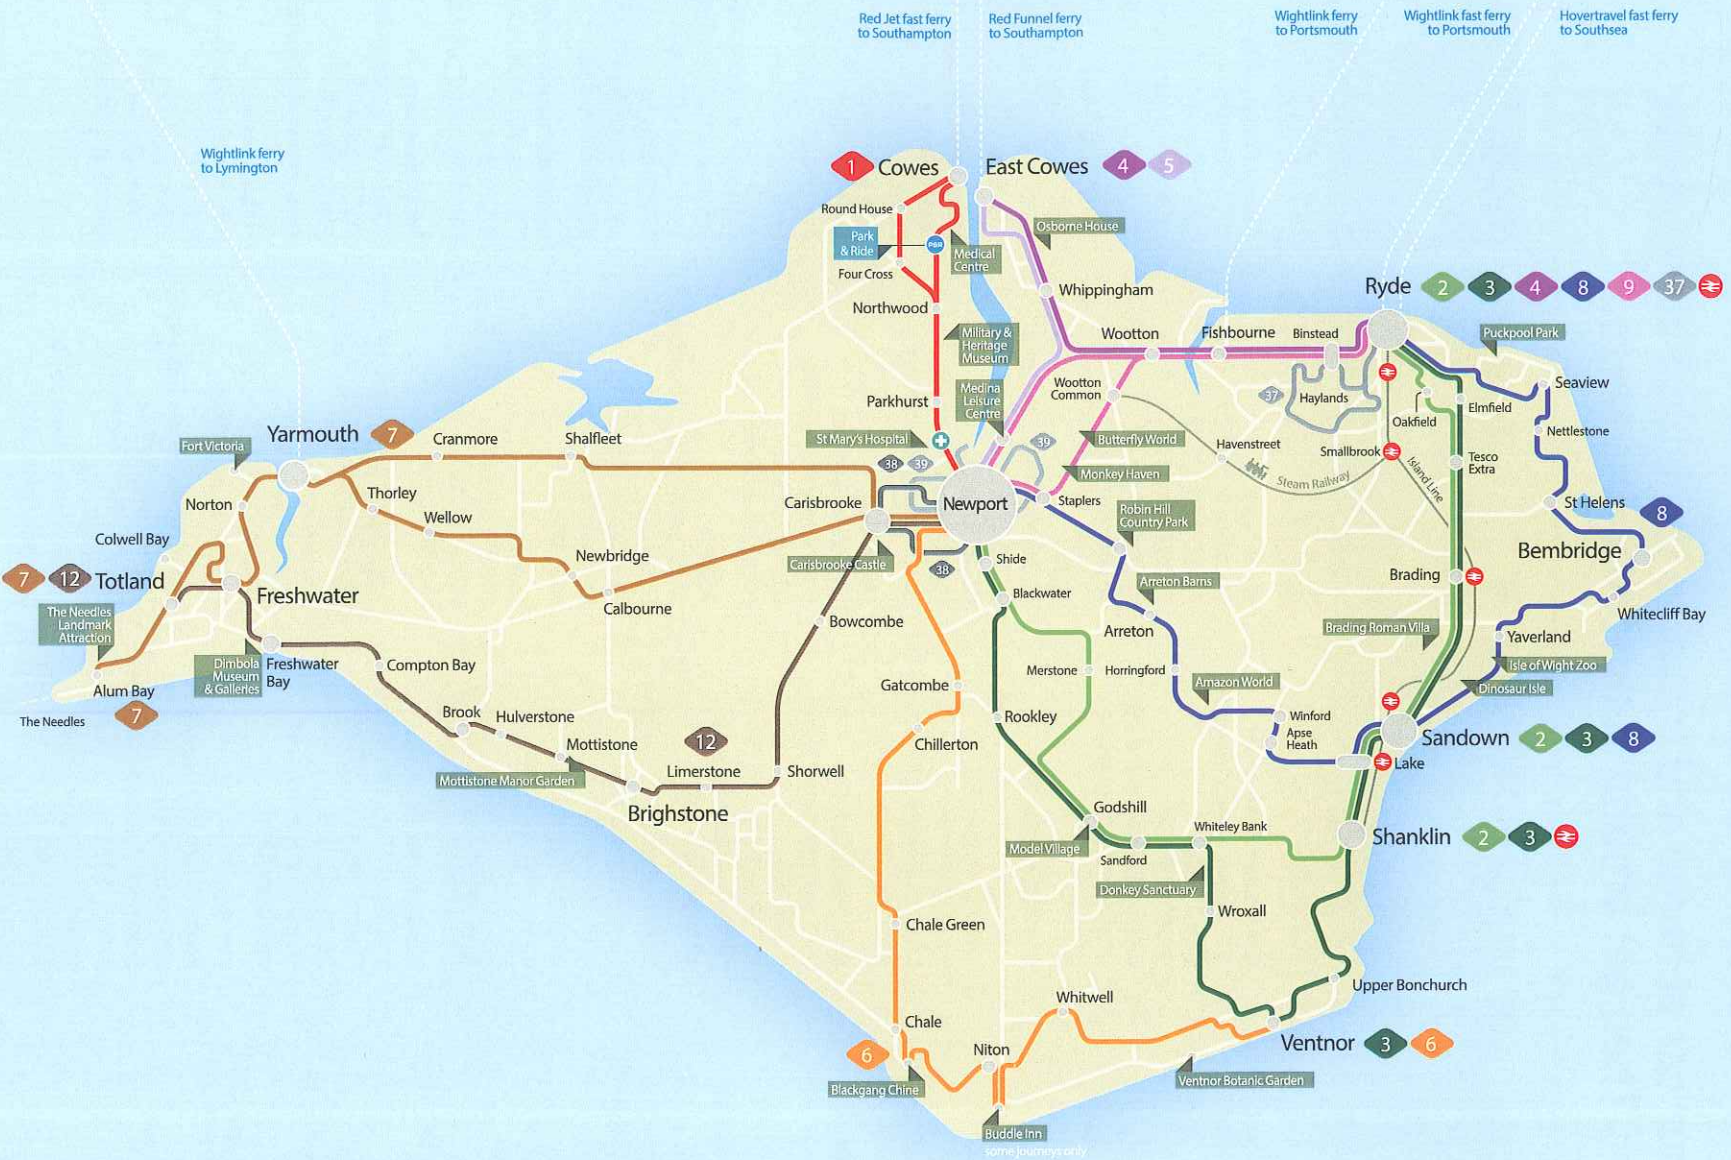 Red Jet fast ferry
to Southampton
Red Funnel ferry
to Southampton
Wightlink ferry
to Portsmouth
Wightlink fast ferry
to Portsmouth
Hovertravel fast ferry
to Southsea
Wightlink ferry
to Lymington
1
Cowes
East Cowes
4
5
Round House
Park
& Ride
P&R
Medical
Centre
Four Cross
Osborne House
Whippingham
Northwood
Military &
Heritage
Museum
Parkhurst
Medina
Leisure
Centre
St Mary's Hospital
Ryde
2
3
4
8
9
37
Puckpool Park
Wootton
Fishbourne
Binstead
Wootton
Common
37
Haylands
Oakfield
Elmfield
Seaview
Nettlestone
Butterfly World
Havenstreet
Smallbrook
Tesco
Extra
Steam Railway
Island Line
Monkey Haven
St Helens
8
Bembridge
Whitecliff Bay
Yaverland
Isle of Wight Zoo
Dinosaur Isle
Brading
Brading Roman Villa
Fort Victoria
Yarmouth
7
Cranmore
Shalfleet
38
39
39
Norton
Thorley
Wellow
Carisbrooke
Newport
Staplers
Robin Hill
Country Park
Colwell Bay
Newbridge
Carisbrooke Castle
38
Shide
Arreton Barns
7
12
Totland
Freshwater
Calbourne
Blackwater
The Needles
Landmark
Attraction
Bowcombe
Arreton
Dimbola
Museum
& Galleries
Freshwater
Bay
Compton Bay
Merstone
Horringford
Alum Bay
Gatcombe
Amazon World
The Needles
7
Brook
Hulverstone
Rookley
Winford
Apse
Heath
Sandown
2
3
8
Mottistone
12
Chillerton
Lake
Mottistone Manor Garden
Limerstone
Shorwell
Brighstone
Godshill
Whiteley Bank
Shanklin
2
3
Model Village
Sandford
Donkey Sanctuary
Wroxall
Chale Green
Upper Bonchurch
Whitwell
Chale
6
Niton
Ventnor
3
6
Blackgang Chine
Ventnor Botanic Garden
Buddle Inn
some journeys only